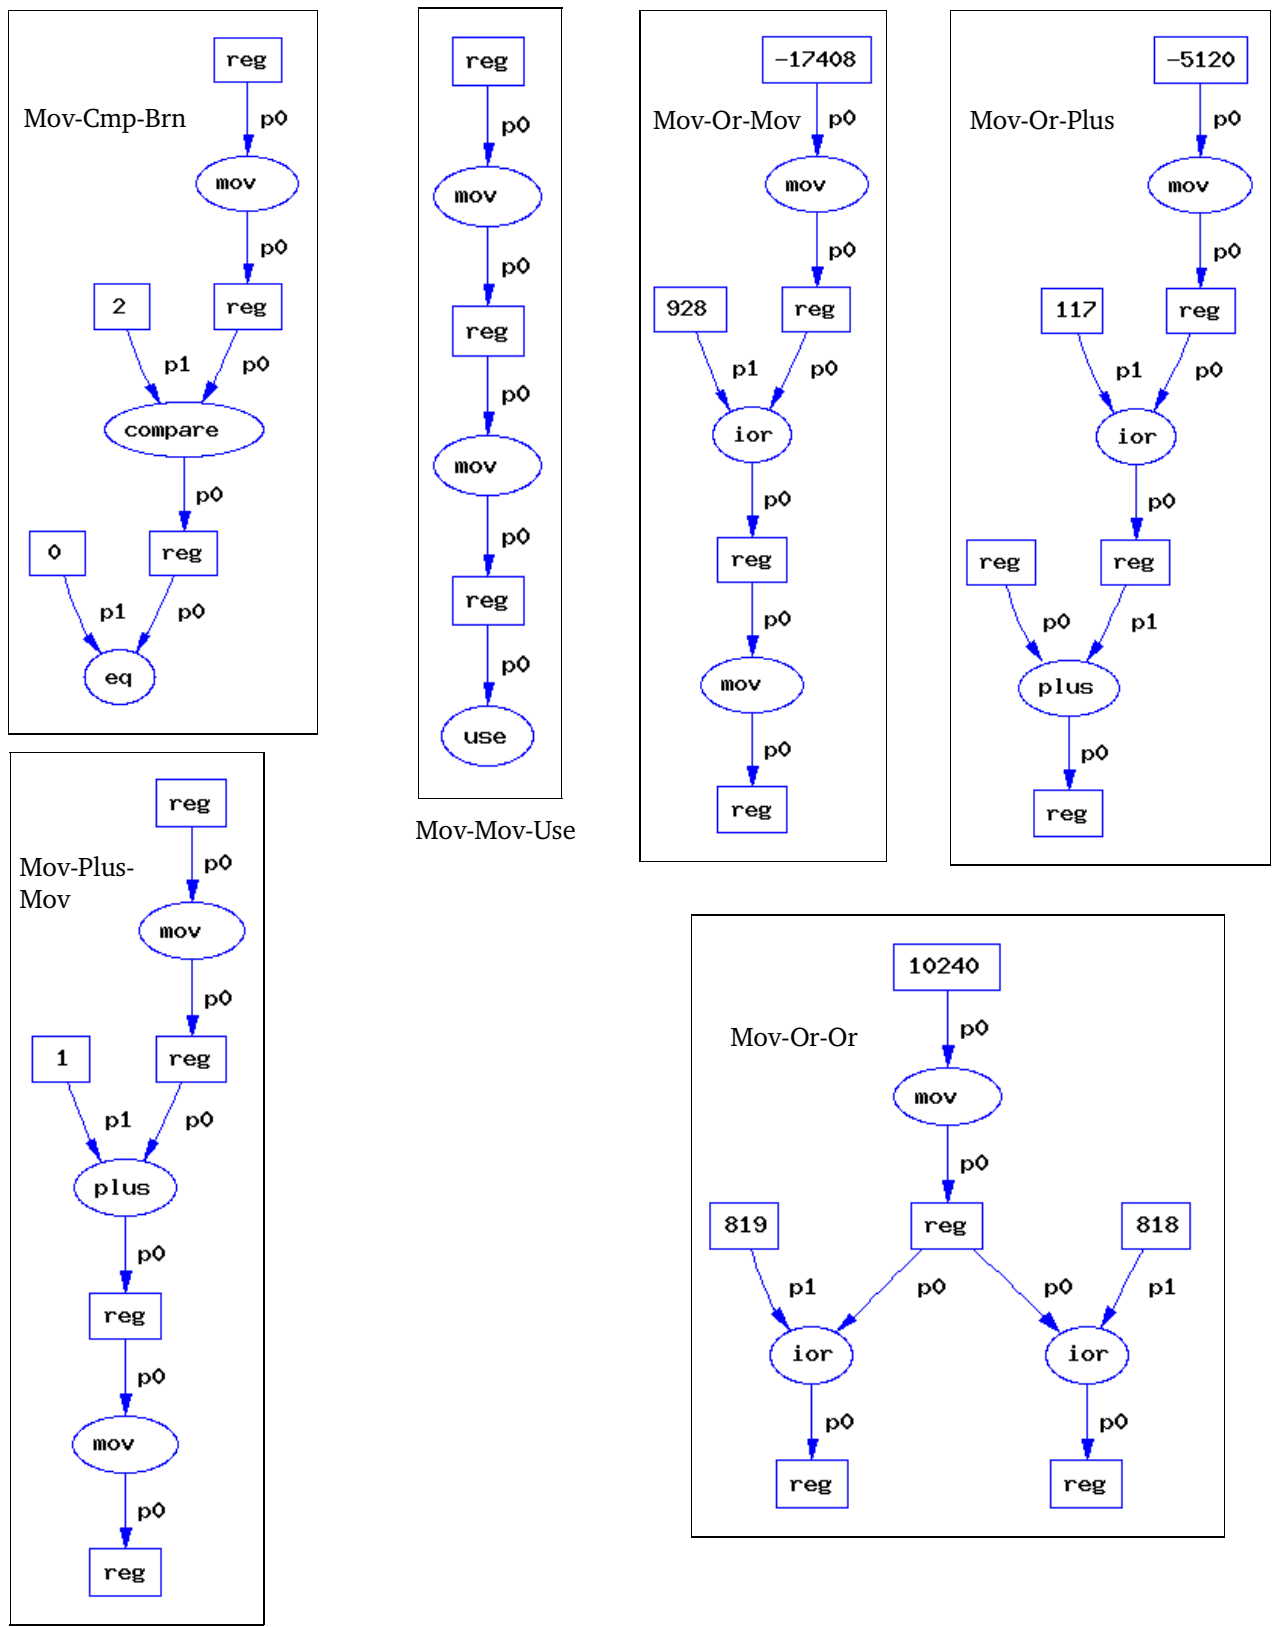 reg
p0
Mov-Cmp-Brn
mov
p0
2
reg
p1
p0
compare
p0
0
reg
p1
p0
eq
reg
p0
mov
p0
reg
p0
mov
p0
reg
p0
use
Mov-Mov-Use
-17408
Mov-Or-Mov
p0
mov
p0
928
reg
p1
p0
ior
p0
reg
p0
mov
p0
reg
-5120
Mov-Or-Plus
p0
mov
p0
117
reg
p1
p0
ior
p0
reg
reg
p0
p1
plus
p0
reg
reg
p0
Mov-Plus-
Mov
mov
p0
1
reg
p1
p0
plus
p0
reg
p0
mov
p0
reg
10240
p0
Mov-Or-Or
mov
p0
819
reg
818
p1
p0
p0
p1
ior
ior
p0
p0
reg
reg